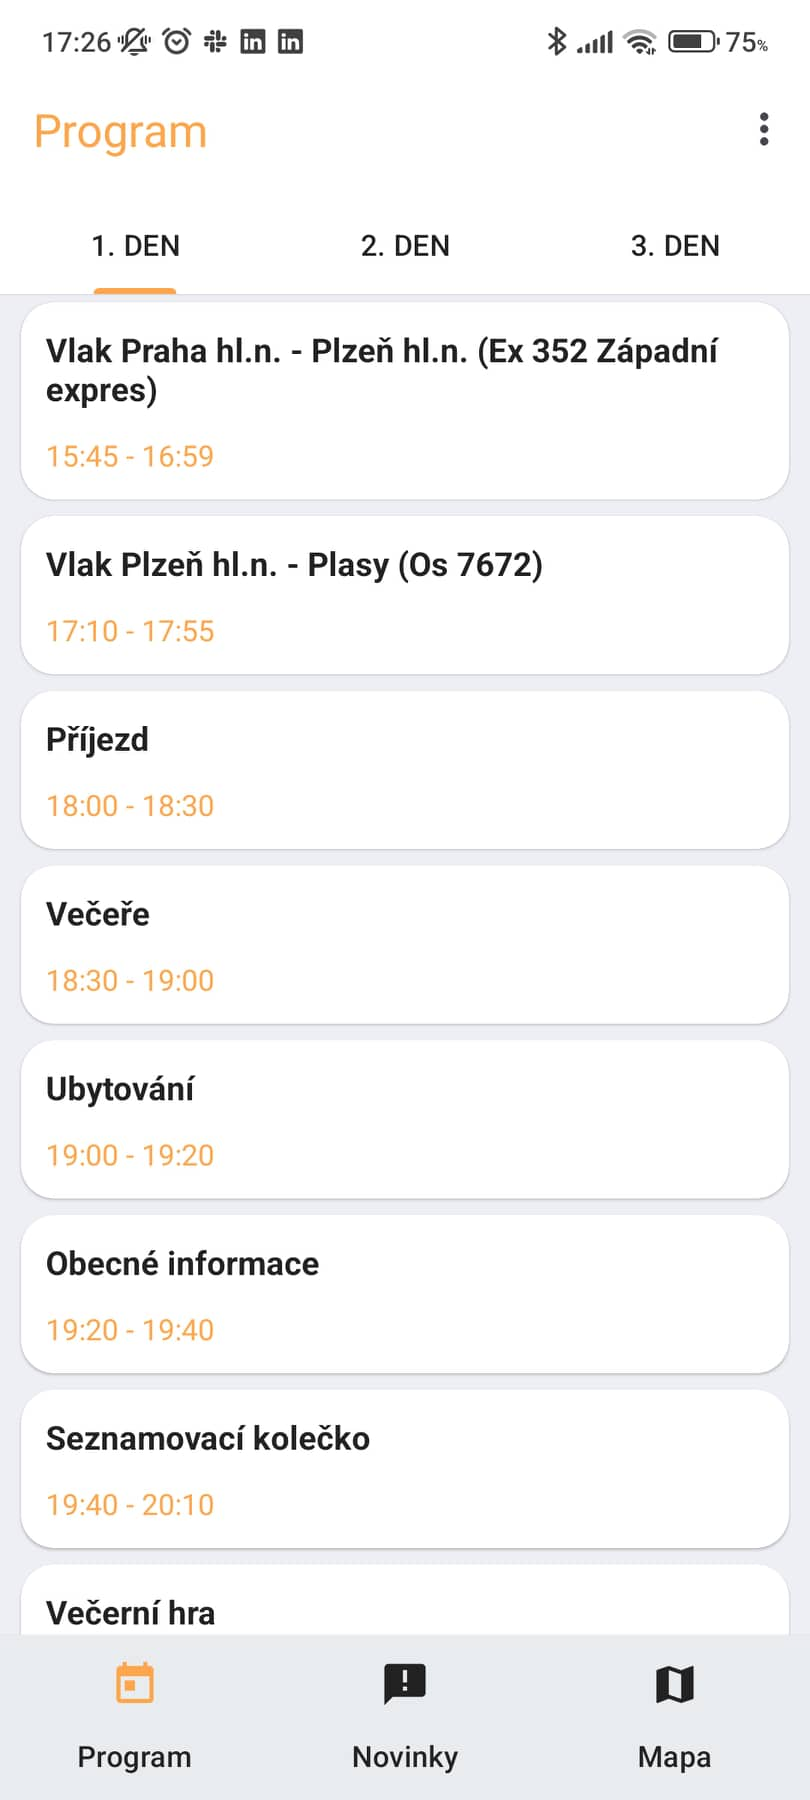 17:26
75%
Program
1. DEN 2. DEN 3. DEN
Vlak Praha hl.n. - Plzeň hl.n. (Ex 352 Západní
expres)
15:45 - 16:59
Vlak Plzeň hl.n. - Plasy (Os 7672)
17:10 - 17:55
Příjezd
18:00 - 18:30
Večeře
18:30 - 19:00
Ubytování
19:00 - 19:20
Obecné informace
19:20 - 19:40
Seznamovací kolečko
19:40 - 20:10
Večerní hra
Program Novinky Mapa